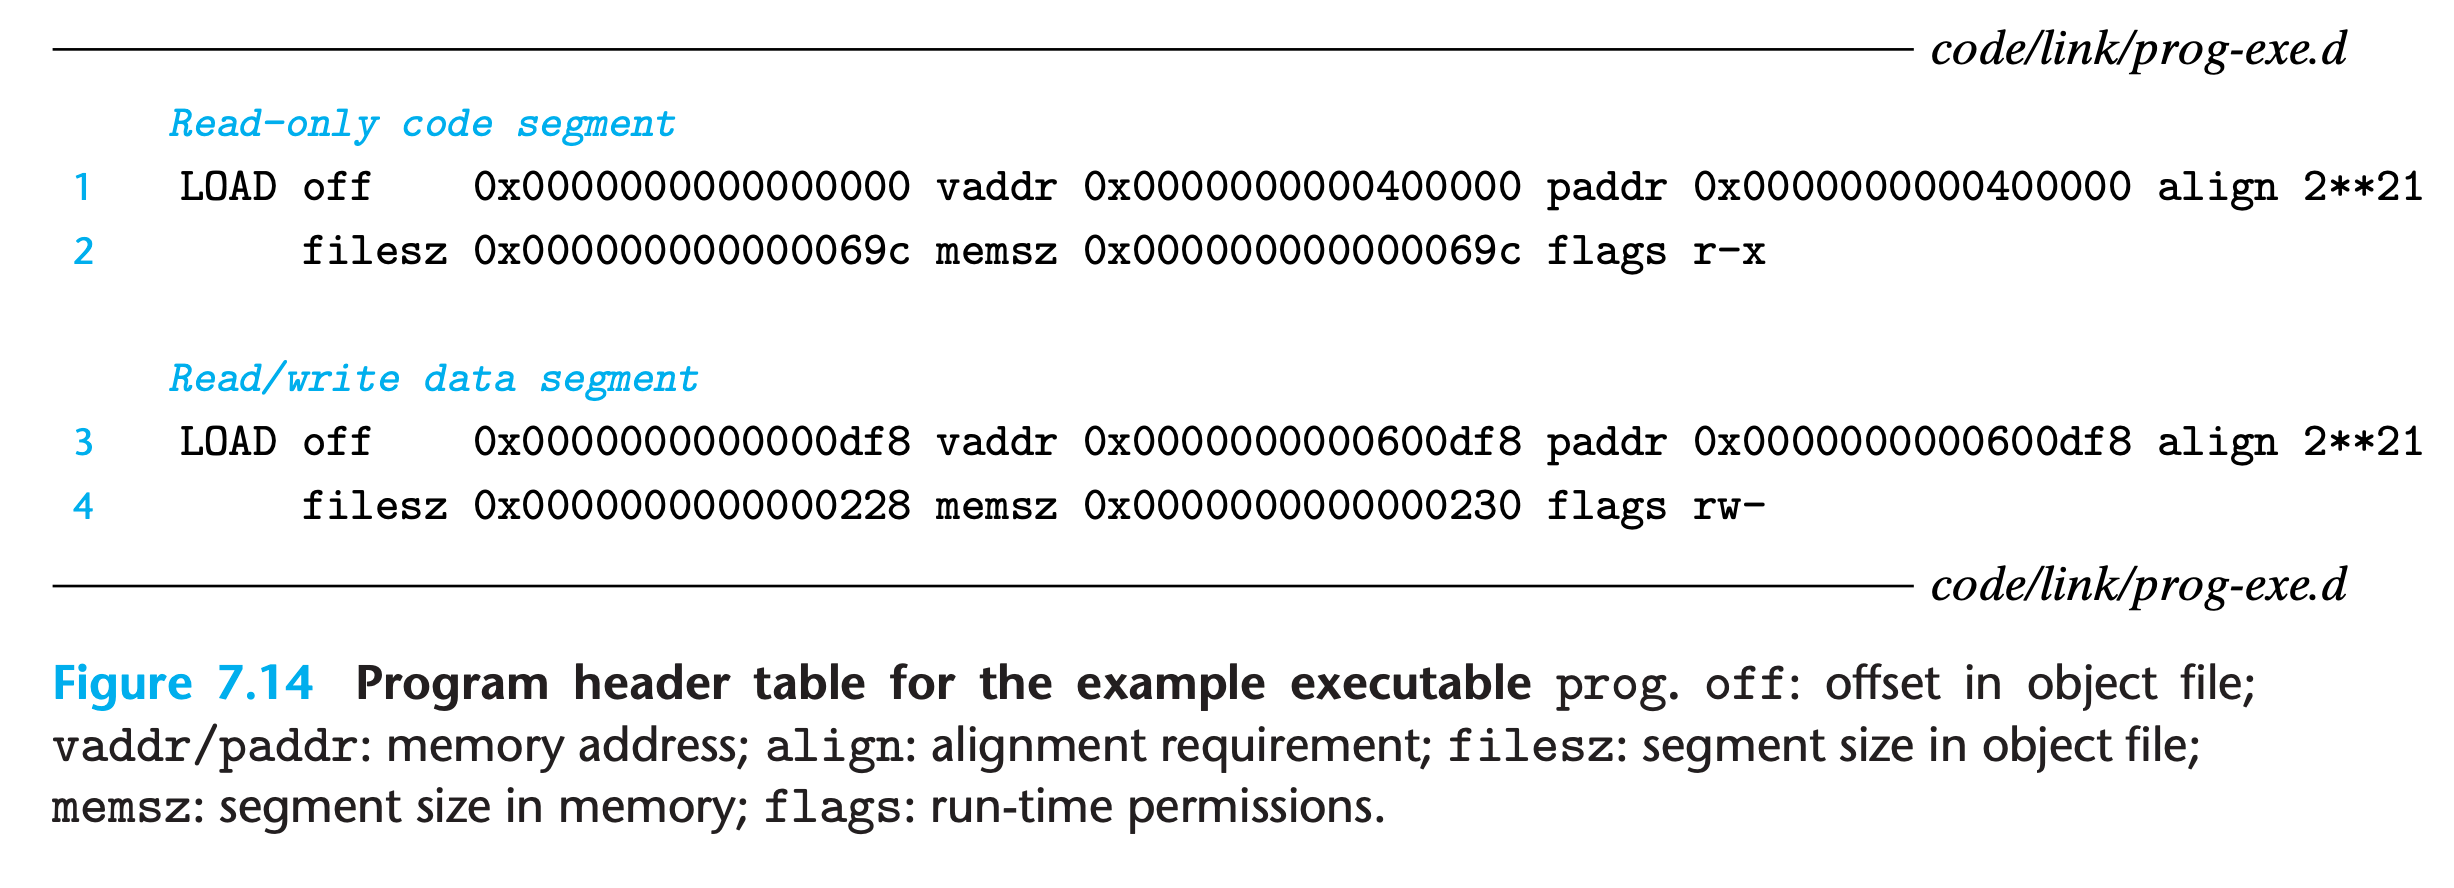 code/link/prog-exe.d
Read-only code segment
1 LOAD off 0x0000000000000000 vaddr 0x0000000000400000 paddr 0x0000000000400000 align 2**21
2 filesz 0x000000000000069c memsz 0x000000000000069c flags r-x
Read/write data segment
3 LOAD off 0x0000000000000df8 vaddr 0x0000000000600df8 paddr 0x0000000000600df8 align 2**21
4 filesz 0x0000000000000228 memsz 0x0000000000000230 flags rw-
code/link/prog-exe.d
Figure 7.14 Program header table for the example executable prog. off: offset in object file;
vaddr/paddr: memory address; align: alignment requirement; filesz: segment size in object file;
memsz: segment size in memory; flags: run-time permissions.